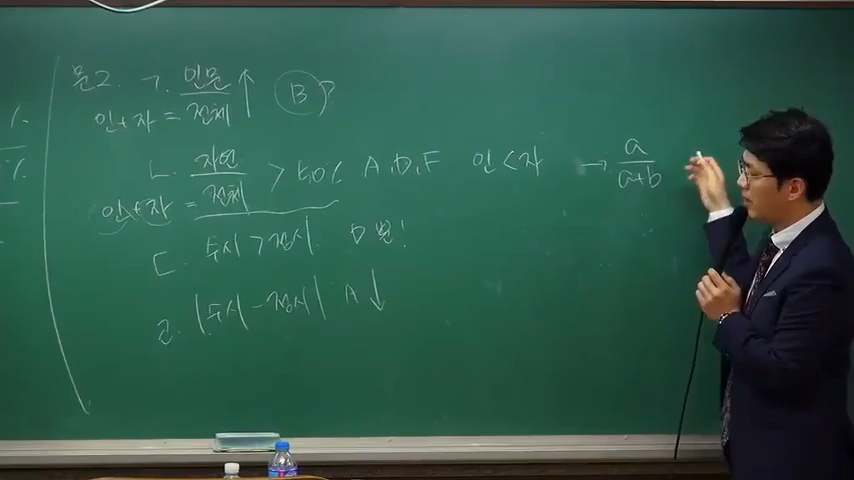 %
%
문2. ㄱ. 인문 ↑ B ?
인+자 = 전체
ㄴ. 자연 > 50% A, D, F 인<자 → a
인+자 = 전체 a+b
ㄷ. 수시 > 정시 D 뿐!
ㄹ. |수시 - 정시| A ↓